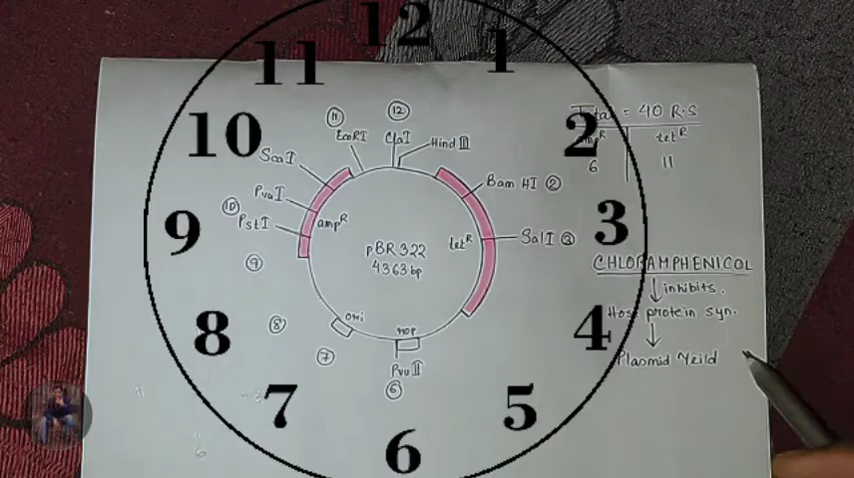 12
11
1
10
2
9
3
8
4
7
5
6
Total = 40 R.S
ampR tetR
6 11
⑪
EcoRI
⑫
ClaI
Hind III
ScaI
PvuI
⑩
PstI
ampR
⑨
⑧
⑦
Bam HI ②
tetR
SalI ③
pBR322
4363 bp
ori
rop
PvuII
⑥
CHLORAMPHENICOL
↓ inhibits.
Host protein syn.
↓
Plasmid Yeild